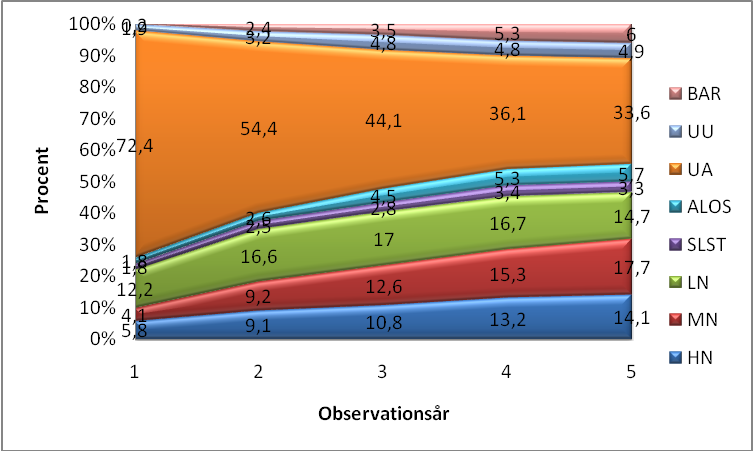 100%
90%
80%
70%
60%
50%
40%
30%
20%
10%
0%
Procent
0,2 2,4 3,5 5,3 6
1,9 3,2 4,8 4,8 4,9
72,4 54,4 44,1 36,1 33,6
1,8 2,6 4,5 5,3 5,7
1,8 2,5 2,8 3,4 3,3
12,2 16,6 17 16,7 14,7
4,1 9,2 12,6 15,3 17,7
5,8 9,1 10,8 13,2 14,1
1 2 3 4 5
Observationsår
BAR
UU
UA
ALOS
SLST
LN
MN
HN